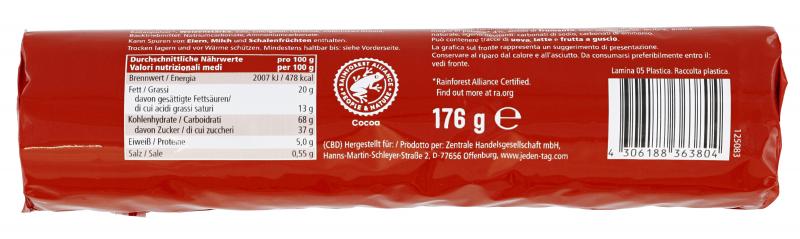 Backtriebmittel: Natriumcarbonate, Ammoniumcarbonate.
Kann Spuren von Eiern, Milch und Schalenfrüchten enthalten.
Trocken lagern und vor Wärme schützen. Mindestens haltbar bis: siehe Vorderseite.
Durchschnittliche Nährwerte pro 100 g
Valori nutrizionali medi per 100 g
Brennwert / Energia 2007 kJ / 478 kcal
Fett / Grassi 20 g
davon gesättigte Fettsäuren/
di cui acidi grassi saturi 13 g
Kohlenhydrate / Carboidrati 68 g
davon Zucker / di cui zuccheri 37 g
Eiweiß / Proteine 5,0 g
Salz / Sale 0,55 g
RAINFOREST ALLIANCE
PEOPLE & NATURE
Cocoa
Può contenere tracce di uova, latte e frutta a guscio.
La grafica sul fronte rappresenta un suggerimento di presentazione.
Conservare al riparo dal calore e all'asciutto. Da consumarsi preferibilmente entro il:
vedi fronte.
*Rainforest Alliance Certified.
Find out more at ra.org
176 g e
(CBD) Hergestellt für: / Prodotto per: Zentrale Handelsgesellschaft mbH,
Hanns-Martin-Schleyer-Straße 2, D-77656 Offenburg, www.jeden-tag.com
Lamina 05 Plastica. Raccolta plastica.
4 306188 363804
125083